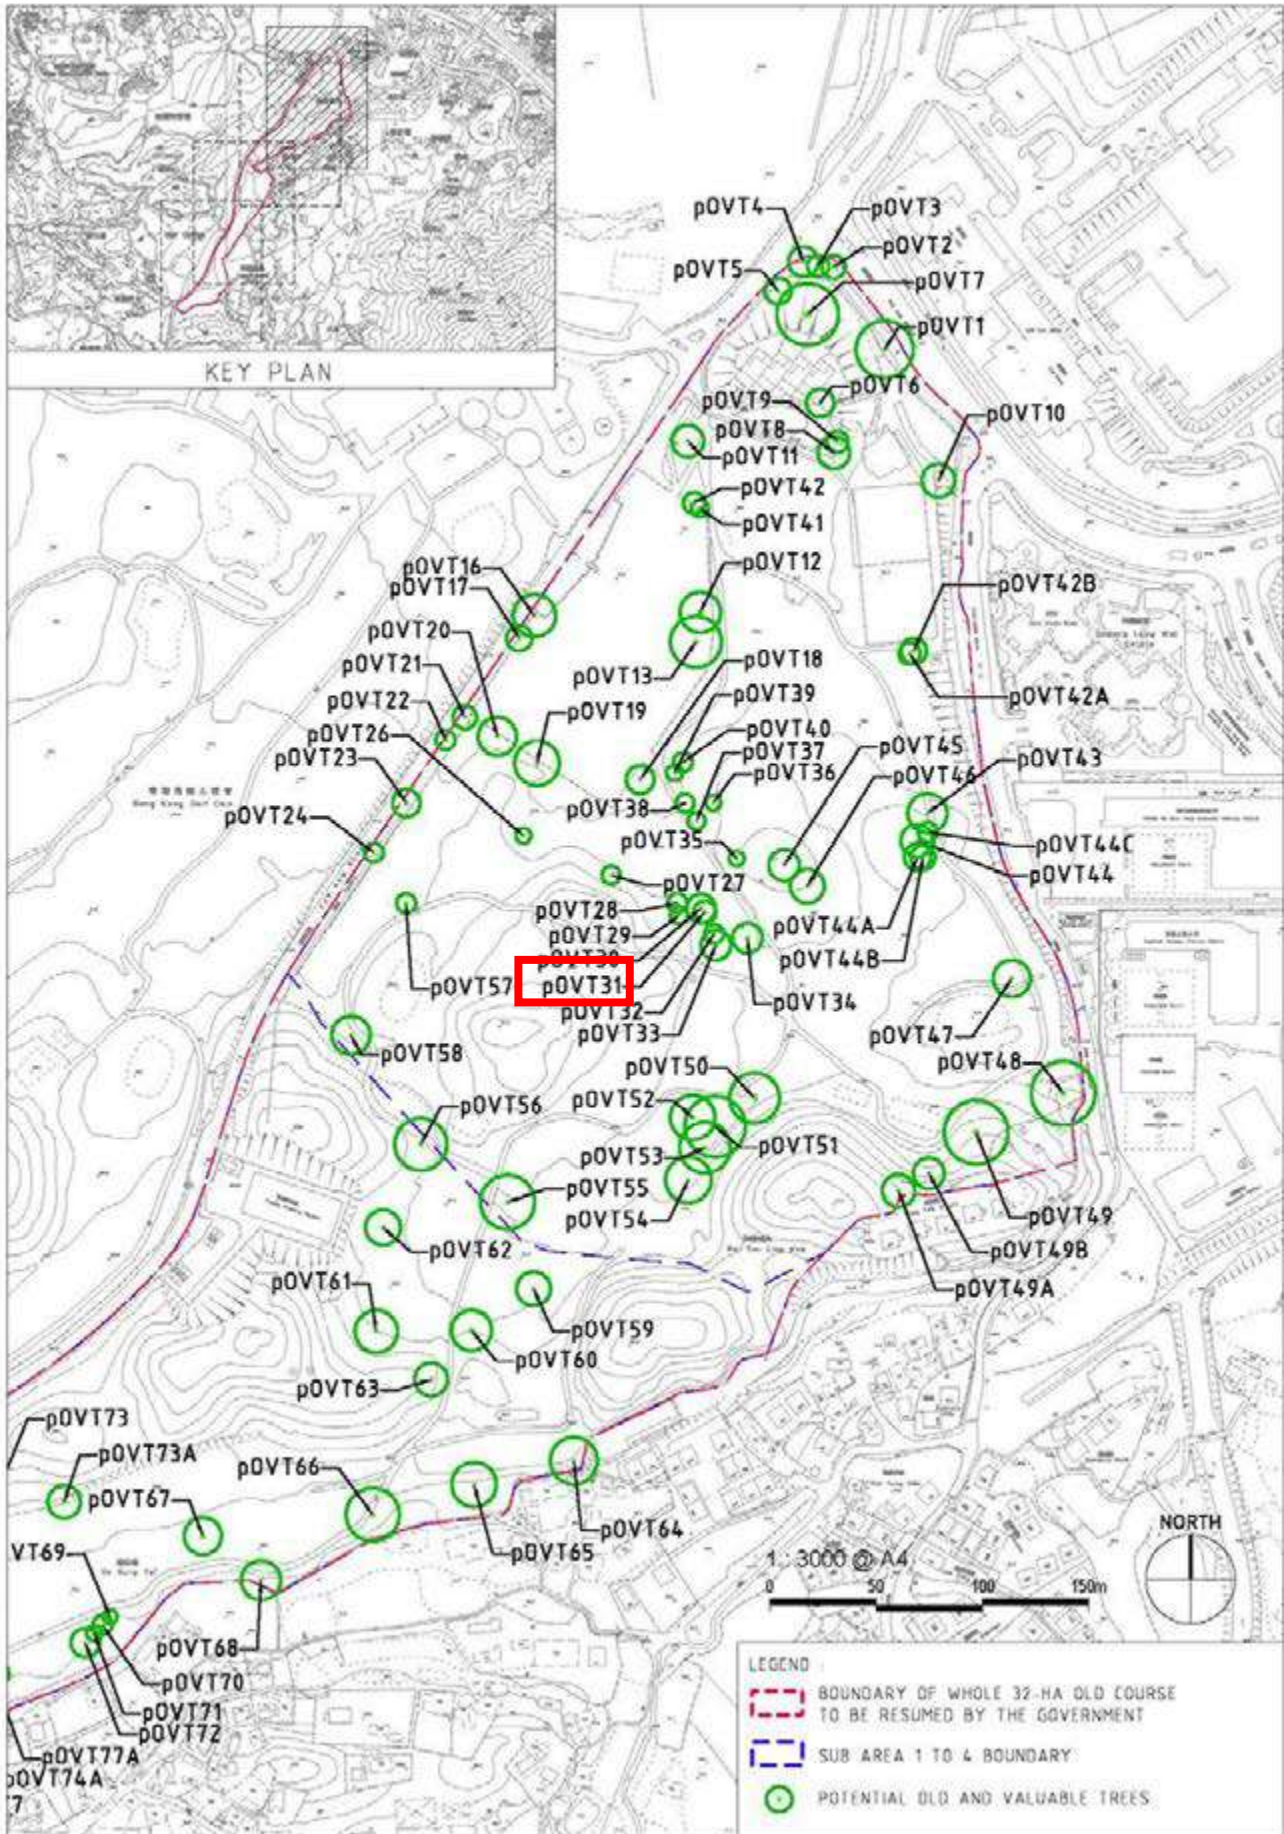 KEY PLAN
pOVT4
pOVT3
pOVT2
pOVT5
pOVT7
pOVT1
pOVT6
pOVT9
pOVT8
pOVT10
pOVT11
pOVT42
pOVT41
pOVT16
pOVT12
pOVT17
pOVT42B
pOVT20
pOVT18
pOVT21
pOVT13
pOVT39
pOVT42A
pOVT22
pOVT19
pOVT40
pOVT26
pOVT37
pOVT45
pOVT43
pOVT23
pOVT36
pOVT46
pOVT38
pOVT24
pOVT35
pOVT44C
pOVT44
pOVT27
pOVT28
pOVT44A
pOVT29
pOVT30
pOVT44B
pOVT57
pOVT31
pOVT34
pOVT32
pOVT33
pOVT47
pOVT58
pOVT50
pOVT48
pOVT52
pOVT56
pOVT51
pOVT53
pOVT55
pOVT54
pOVT49
pOVT62
pOVT49B
pOVT61
pOVT49A
pOVT59
pOVT60
pOVT63
pOVT73
pOVT73A
pOVT66
pOVT67
pOVT64
VT69
pOVT65
pOVT68
pOVT70
pOVT71
pOVT72
pOVT77A
pOVT74A
7
NORTH
1 : 3000 @ A4
0 50 100 150m
LEGEND :
BOUNDARY OF WHOLE 32-HA OLD COURSE
TO BE RESUMED BY THE GOVERNMENT
SUB AREA 1 TO 4 BOUNDARY
POTENTIAL OLD AND VALUABLE TREES